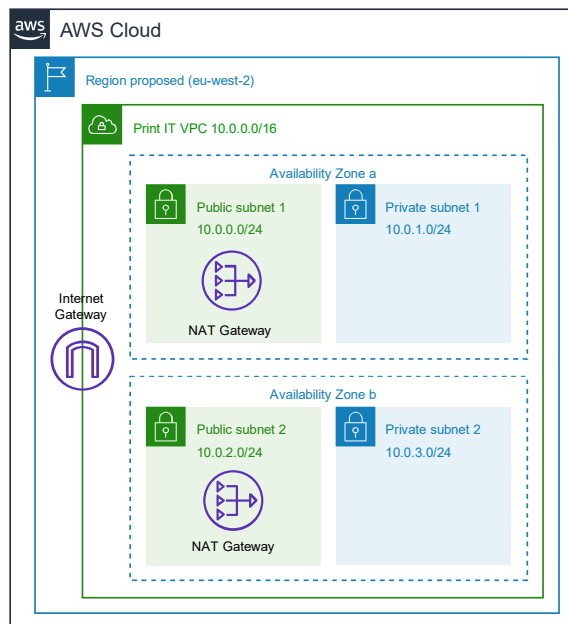 aws
AWS Cloud
Region proposed (eu-west-2)
Print IT VPC 10.0.0.0/16
Availability Zone a
Public subnet 1
10.0.0.0/24
NAT Gateway
Private subnet 1
10.0.1.0/24
Internet
Gateway
Availability Zone b
Public subnet 2
10.0.2.0/24
NAT Gateway
Private subnet 2
10.0.3.0/24